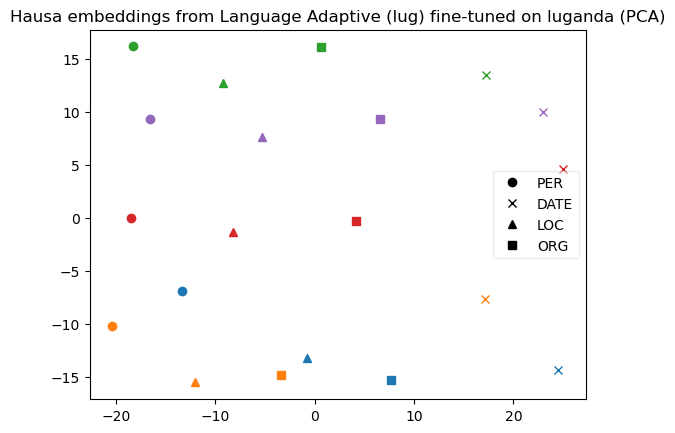 Hausa embeddings from Language Adaptive (lug) fine-tuned on luganda (PCA)
15
10
5
0
−5
−10
−15
−20
−10
0
10
20
PER
DATE
LOC
ORG